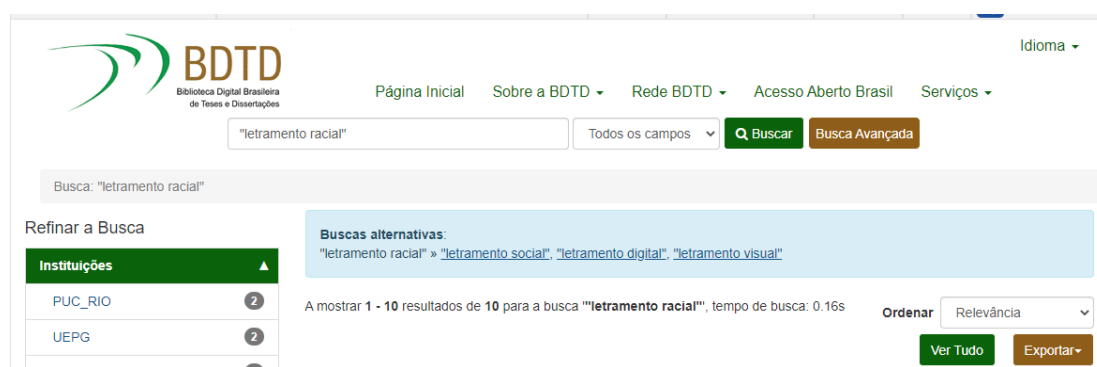 BDTD
Biblioteca Digital Brasileira
de Teses e Dissertações
Idioma
Página Inicial Sobre a BDTD Rede BDTD Acesso Aberto Brasil Serviços
"letramento racial" Todos os campos Buscar Busca Avançada
Busca: "letramento racial"
Refinar a Busca
Instituições
PUC_RIO 2
UEPG 2
Buscas alternativas:
"letramento racial" » "letramento social", "letramento digital", "letramento visual"
A mostrar 1 - 10 resultados de 10 para a busca '"letramento racial"', tempo de busca: 0.16s
Ordenar Relevância
Ver Tudo Exportar